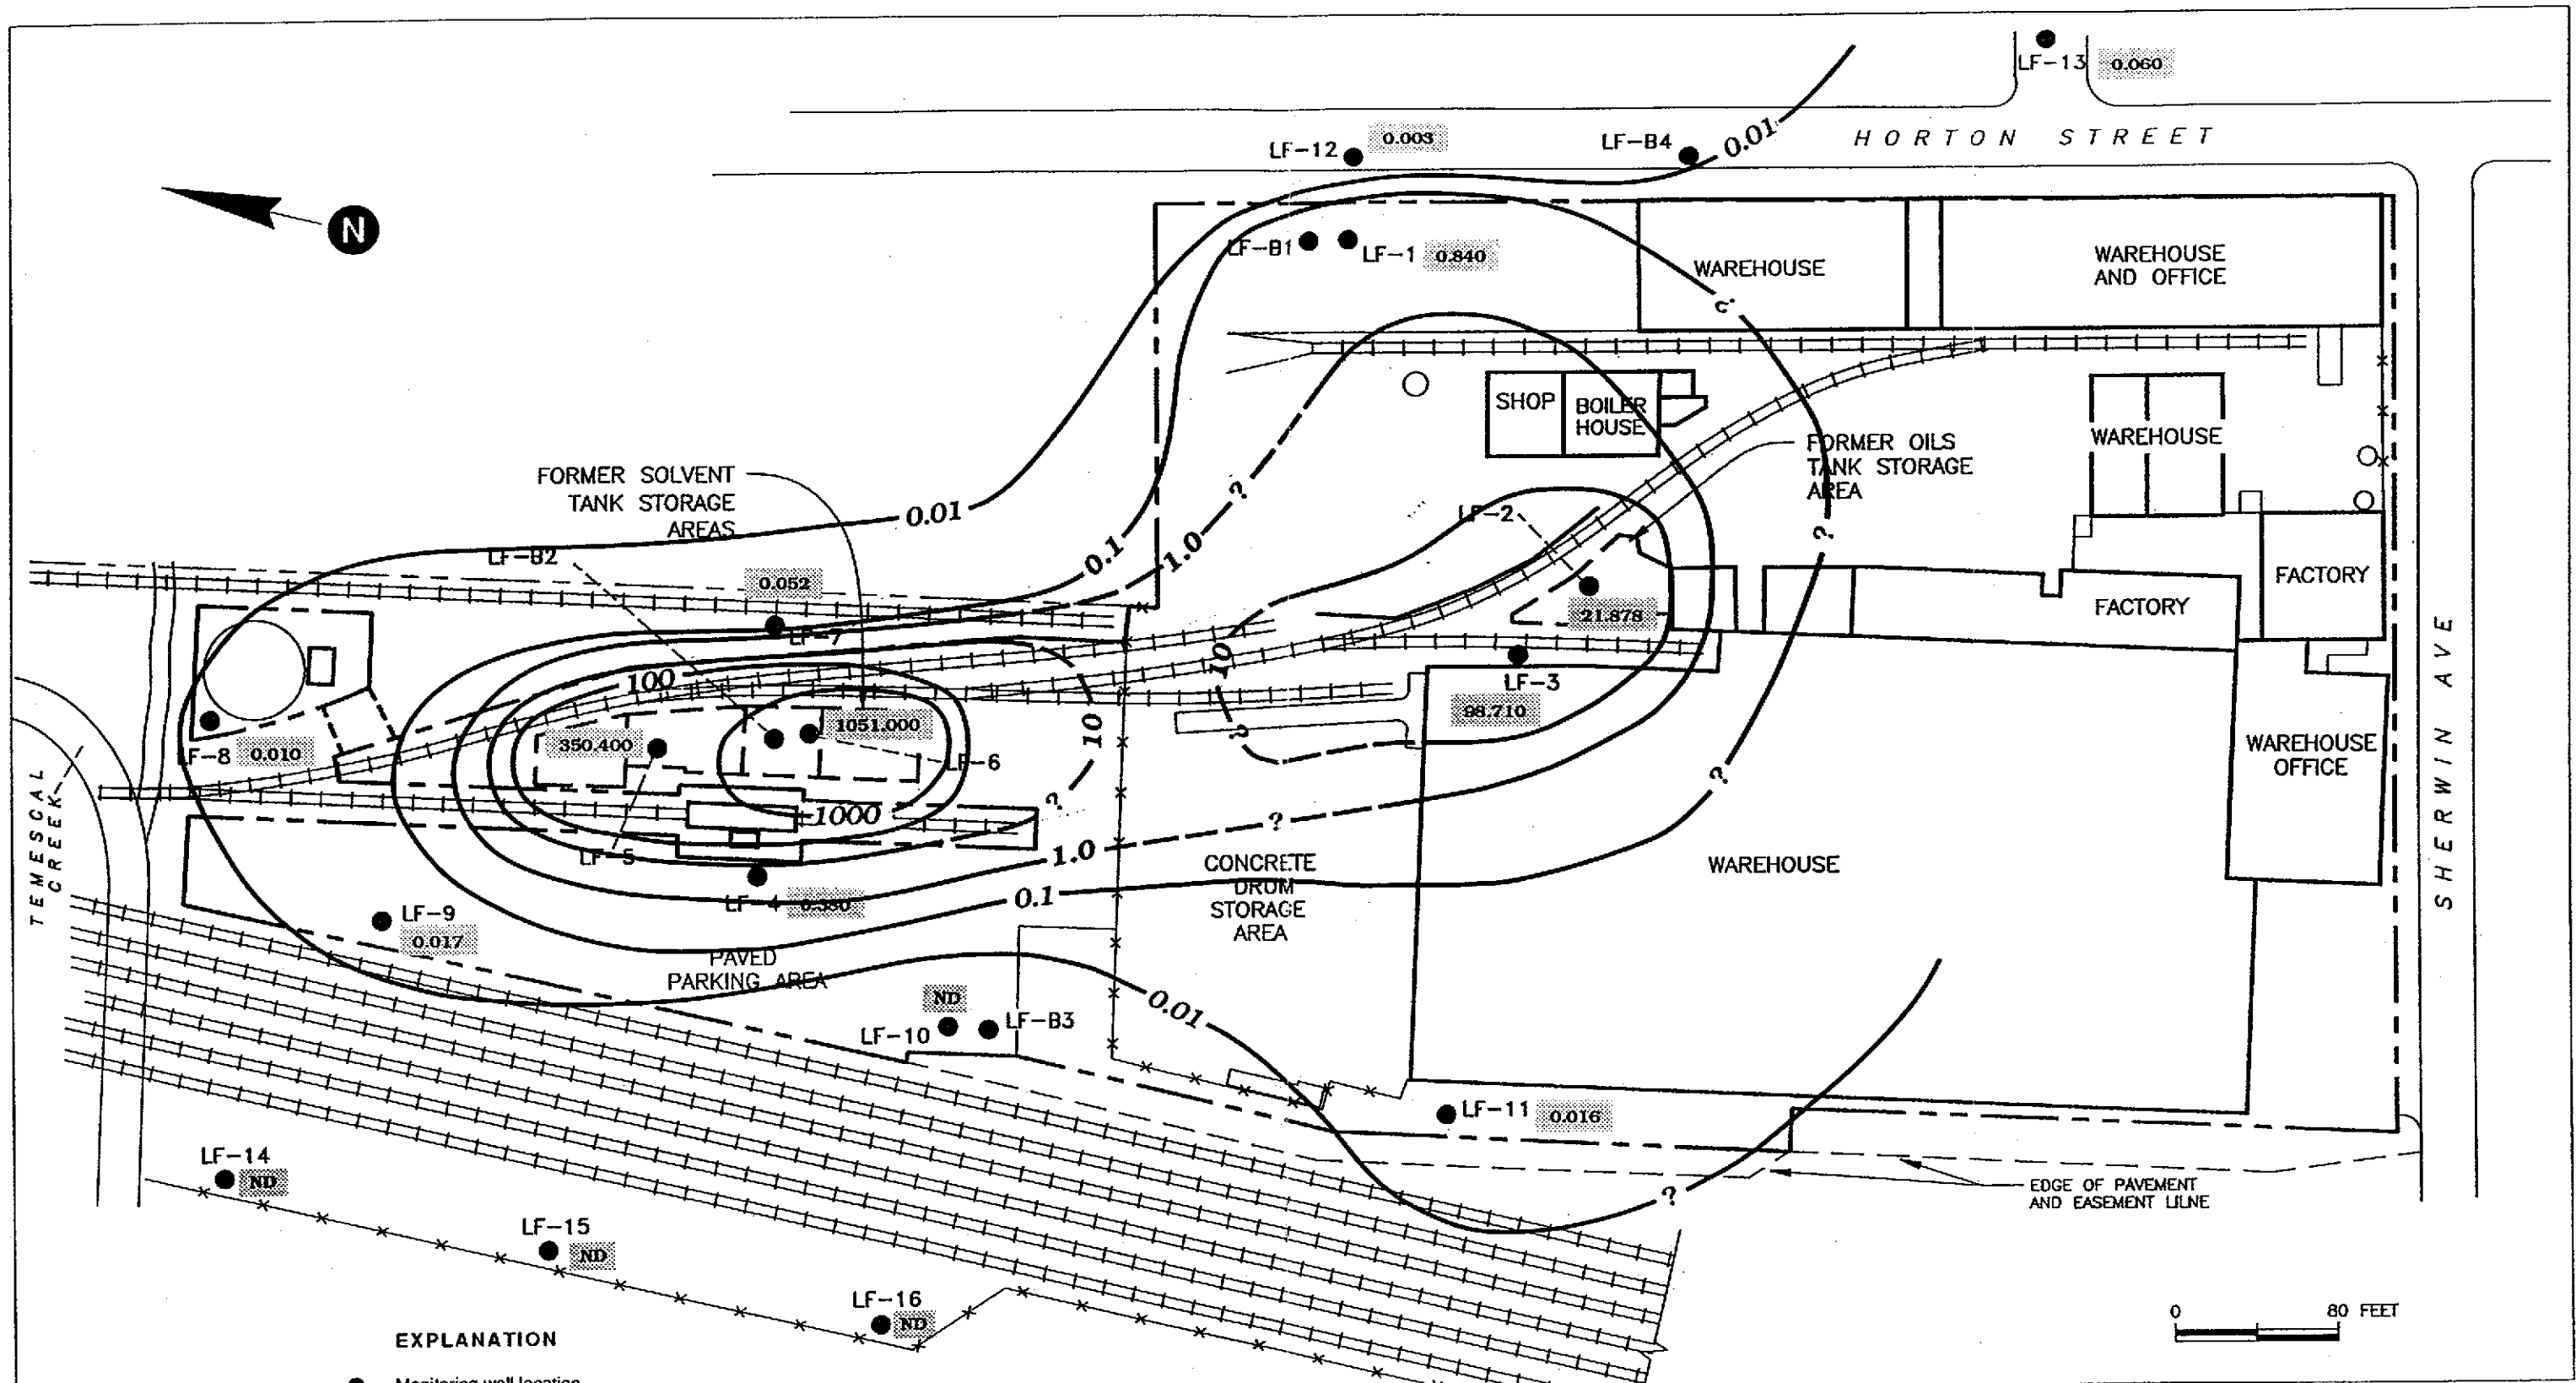 LF-13 0.060
HORTON STREET
LF-12 0.003
LF-B4
0.01
N
LF-B1
LF-1 0.840
WAREHOUSE
WAREHOUSE
AND OFFICE
?
SHOP
BOILER
HOUSE
WAREHOUSE
FORMER OILS
TANK STORAGE
AREA
FORMER SOLVENT
TANK STORAGE
AREAS
0.01
?
0.1
1.0
LF-2
?
LF-B2
0.052
LF-7
21.878
FACTORY
FACTORY
100
10
LF-3
98.710
10
?
350.400
1051.000
LF-6
LF-8 0.010
TEMESCAL
CREEK
1000
?
LF-5
LF-4 0.380
1.0
?
?
0.1
WAREHOUSE
OFFICE
SHERWIN AVE
CONCRETE
DRUM
STORAGE
AREA
WAREHOUSE
LF-9
0.017
PAVED
PARKING AREA
ND
LF-10
LF-B3
0.01
LF-11 0.016
?
EDGE OF PAVEMENT
AND EASEMENT LILNE
LF-14
ND
LF-15
ND
LF-16
ND
0 80 FEET
EXPLANATION
Monitoring well location